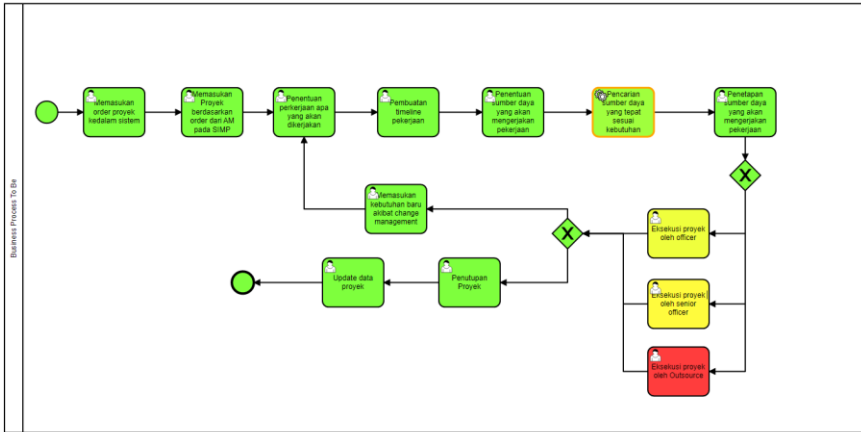 Business Process To Be
Memasukan
order proyek
kedalam sistem
Memasukan
Proyek
berdasarkan
order dari AM
pada SIMP
Penentuan
perkerjaan apa
yang akan
dikerjakan
Pembuatan
timeline
pekerjaan
Penentuan
sumber daya
yang akan
mengerjakan
pekerjaan
Pencarian
sumber daya
yang tepat
sesuai
kebutuhan
Penetapan
sumber daya
yang akan
mengerjakan
pekerjaan
X
Memasukan
kebutuhan baru
akibat change
management
X
Eksekusi proyek
oleh officer
Update data
proyek
Penutupan
Proyek
Eksekusi proyek
oleh senior
officer
Eksekusi proyek
oleh Outsource